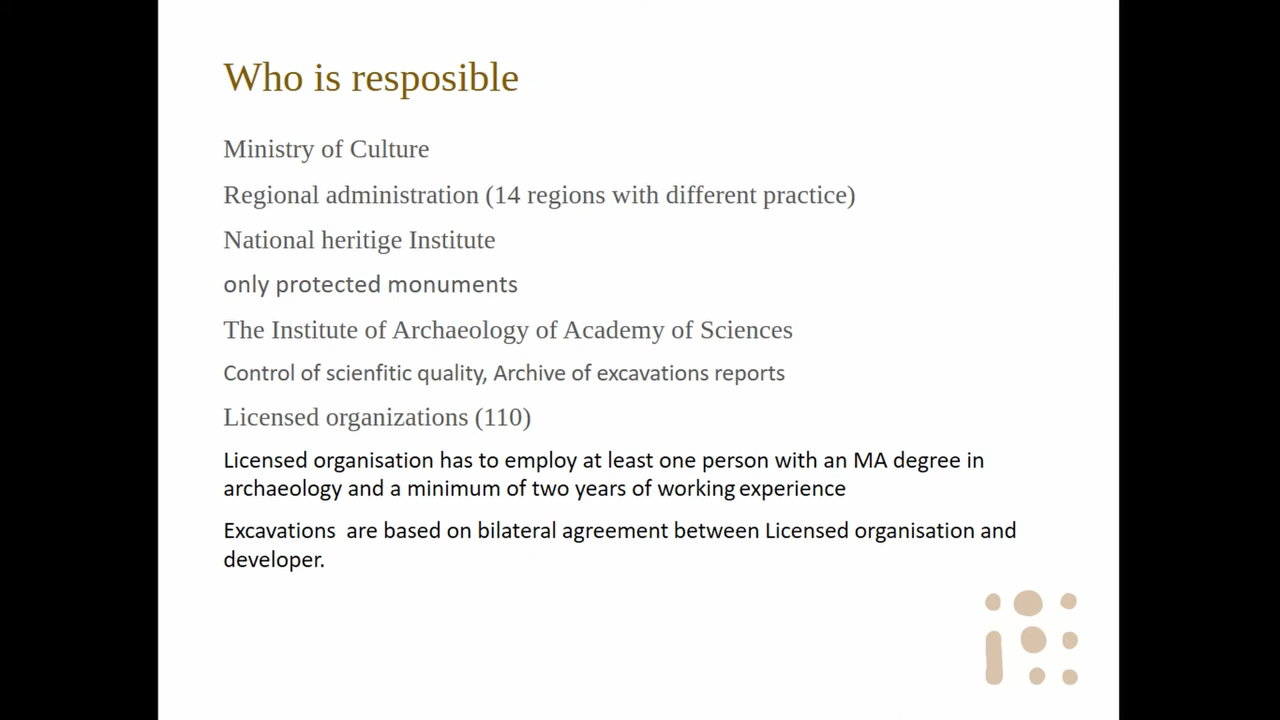 Who is resposible
Ministry of Culture
Regional administration (14 regions with different practice)
National heritige Institute
only protected monuments
The Institute of Archaeology of Academy of Sciences
Control of scienfitic quality, Archive of excavations reports
Licensed organizations (110)
Licensed organisation has to employ at least one person with an MA degree in
archaeology and a minimum of two years of working experience
Excavations  are based on bilateral agreement between Licensed organisation and
developer.